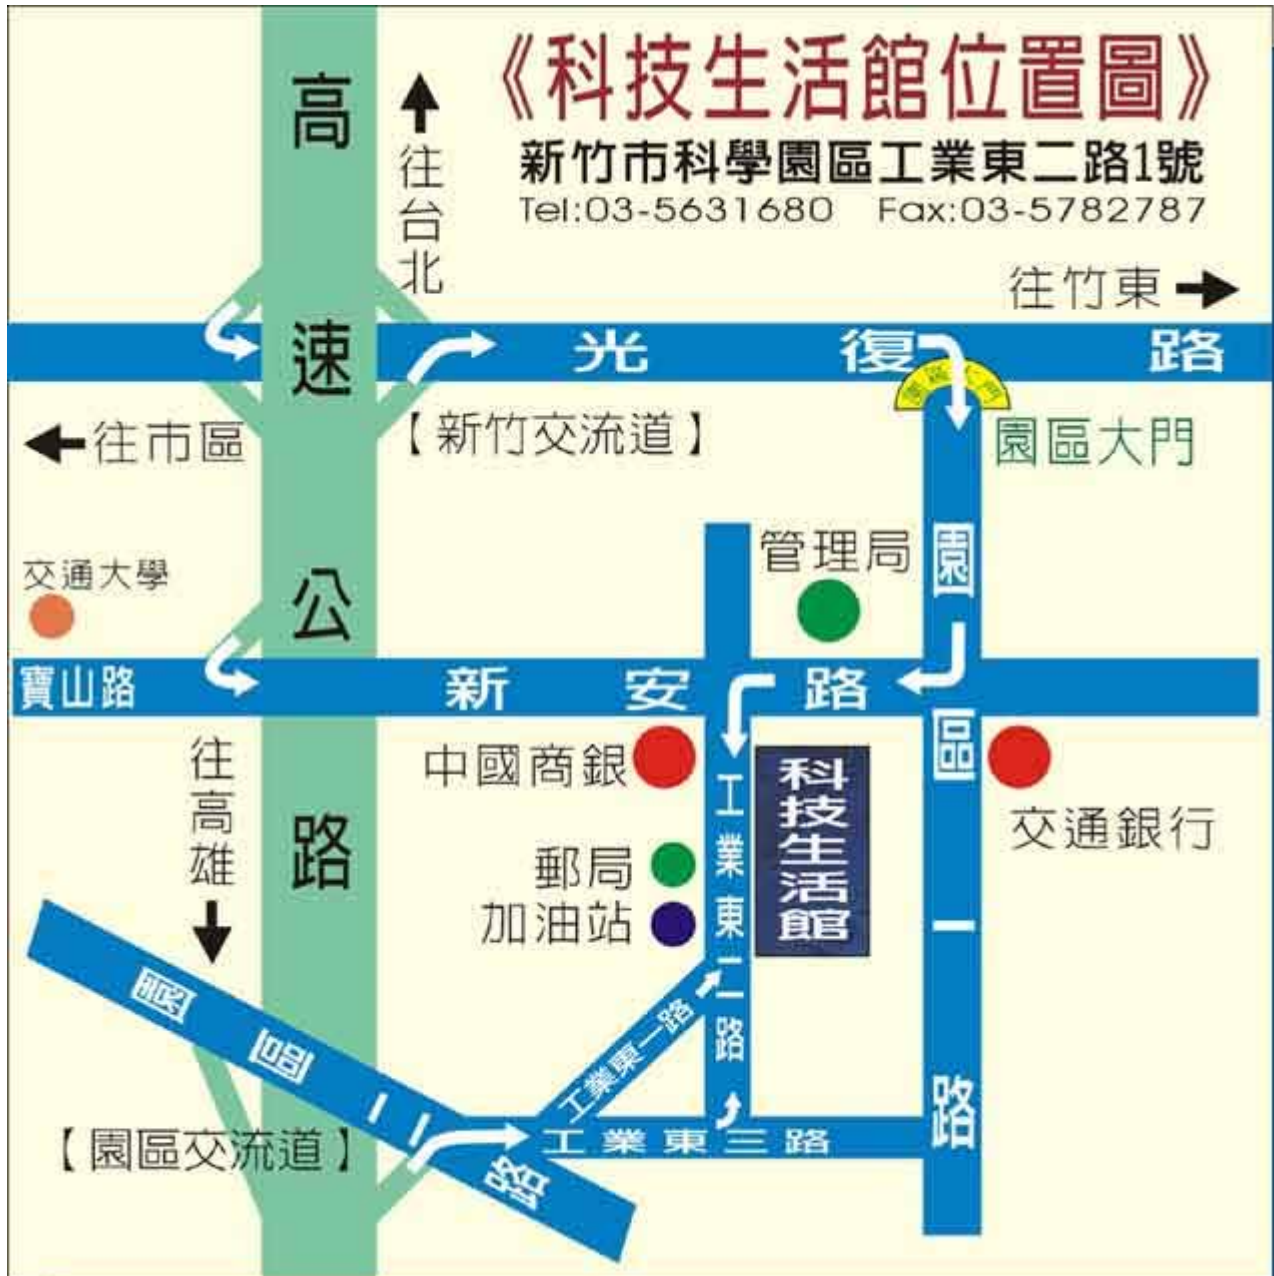 《科技生活館位置圖》
新竹市科學園區工業東二路1號
Tel:03-5631680 Fax:03-5782787
高速公路
往台北
往竹東
光復路
園區大門
往市區
【新竹交流道】
園區大門
交通大學
管理局
寶山路
新安路
園區一路
往高雄
中國商銀
交通銀行
工業東二路
科技生活館
郵局
加油站
園區二路
工業東一路
【園區交流道】
工業東三路